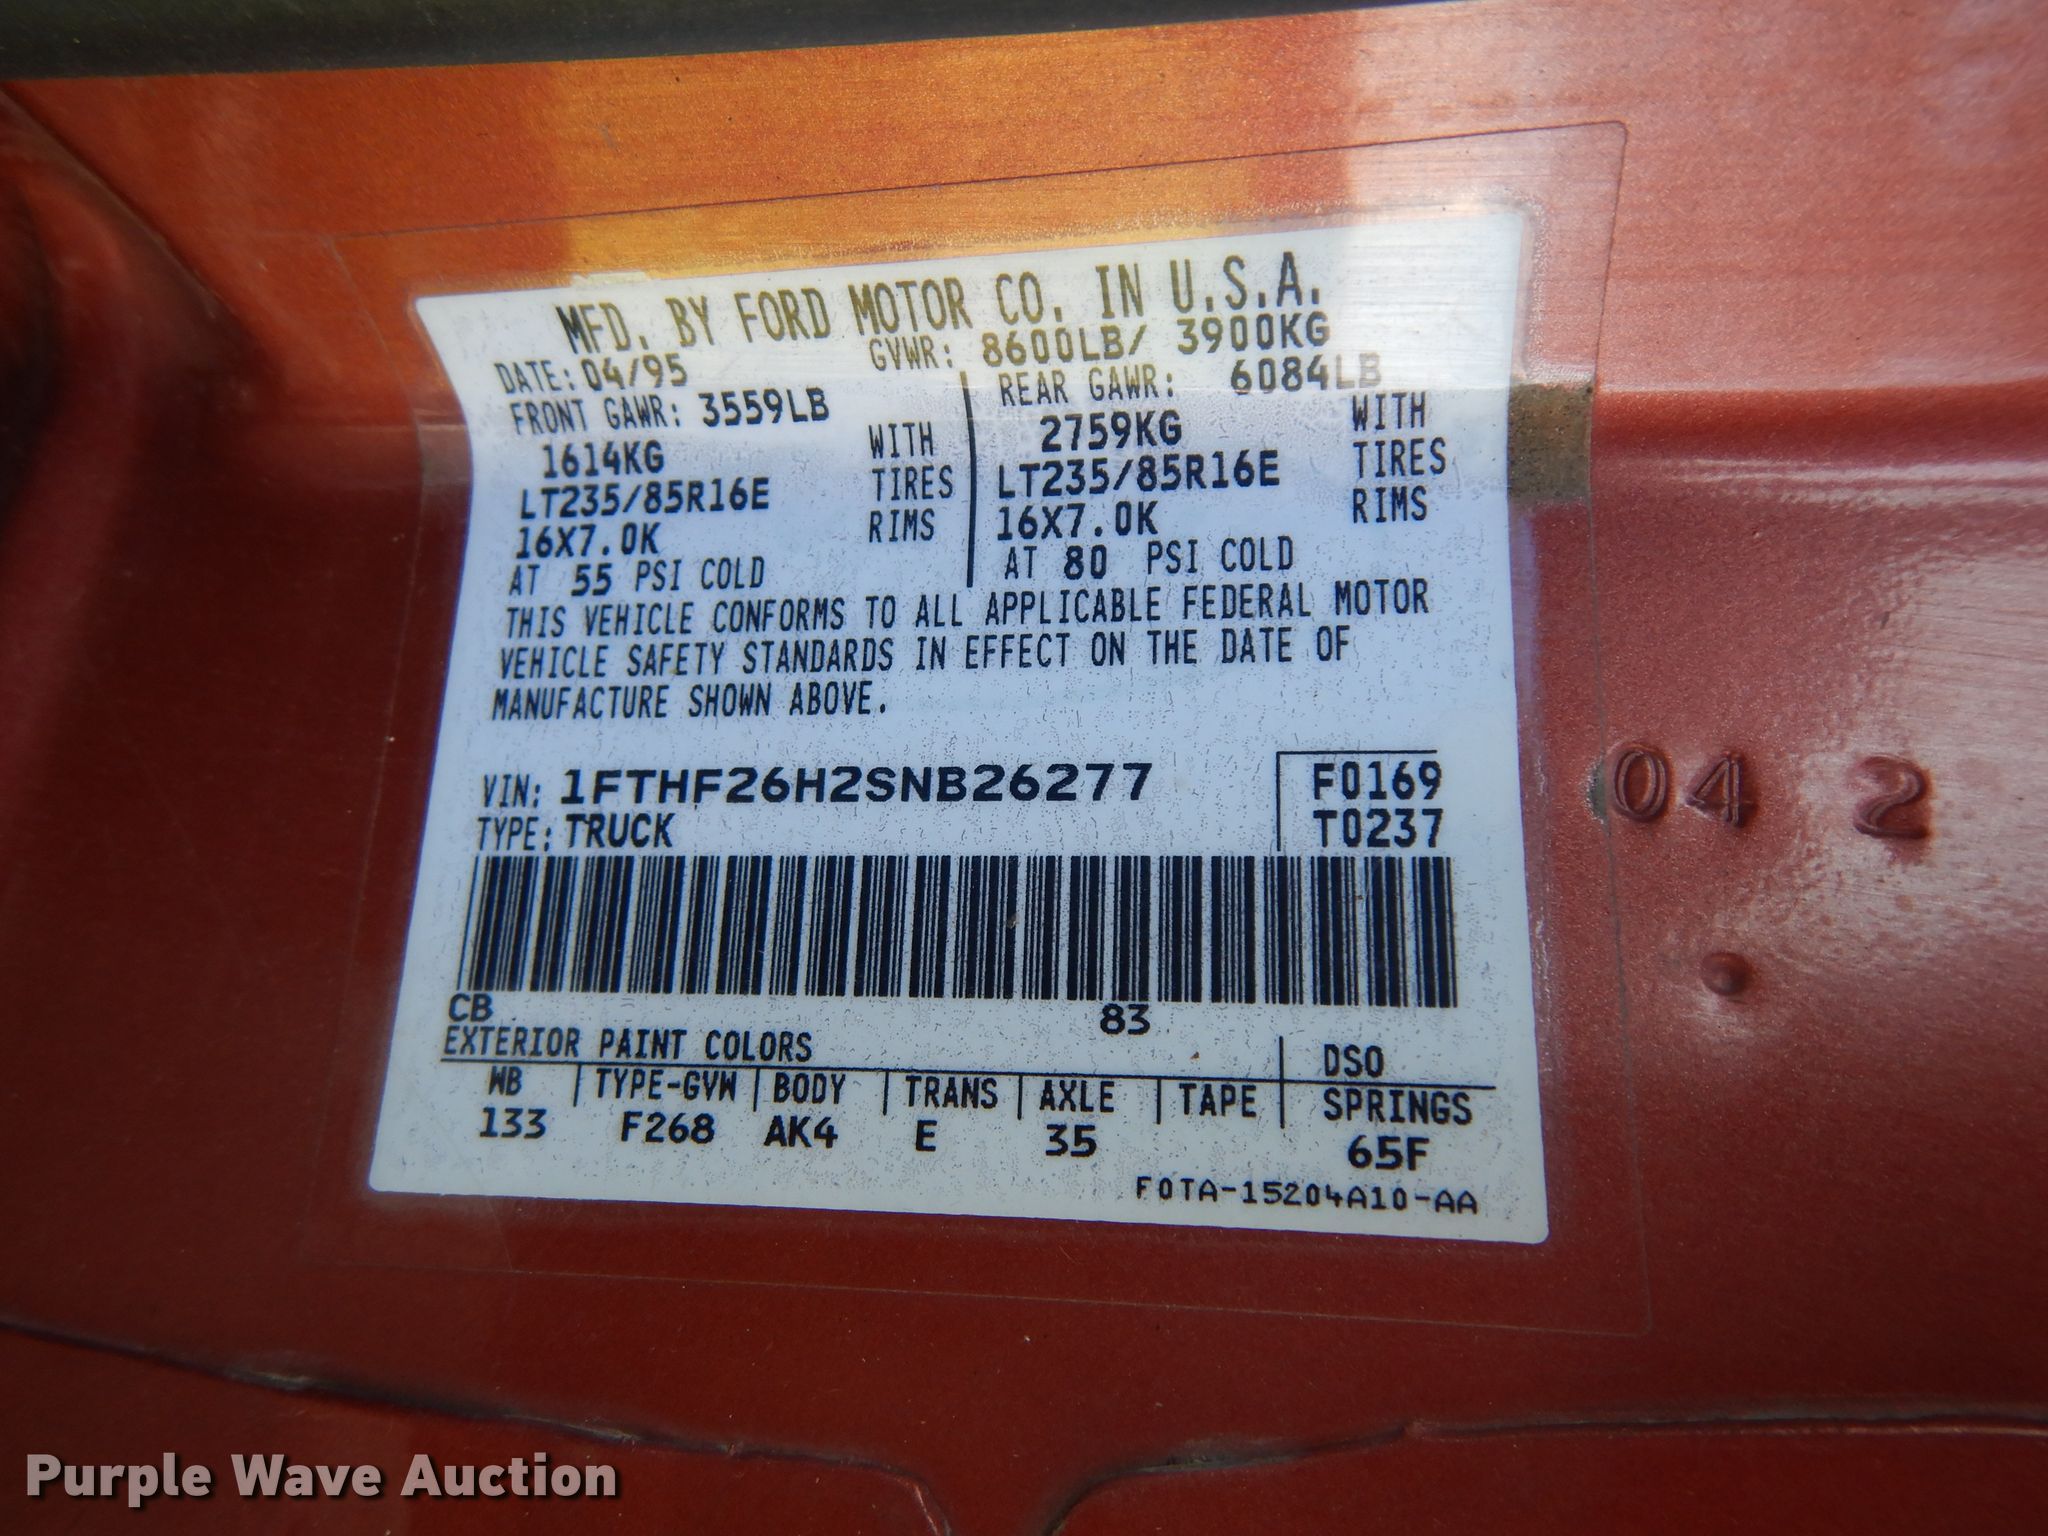 MFD. BY FORD MOTOR CO. IN U.S.A.
DATE: 04/95 GVWR: 8600LB/ 3900KG
FRONT GAWR: 3559LB REAR GAWR: 6084LB
1614KG WITH 2759KG WITH
LT235/85R16E TIRES LT235/85R16E TIRES
16X7.0K RIMS 16X7.0K RIMS
AT 55 PSI COLD AT 80 PSI COLD
THIS VEHICLE CONFORMS TO ALL APPLICABLE FEDERAL MOTOR
VEHICLE SAFETY STANDARDS IN EFFECT ON THE DATE OF
MANUFACTURE SHOWN ABOVE.
VIN: 1FTHF26H2SNB26277 F0169
TYPE: TRUCK T0237
04 2
CB 83
EXTERIOR PAINT COLORS DSO
WB TYPE-GVW BODY TRANS AXLE TAPE SPRINGS
133 F268 AK4 E 35 65F
F0TA-15204A10-AA
Purple Wave Auction